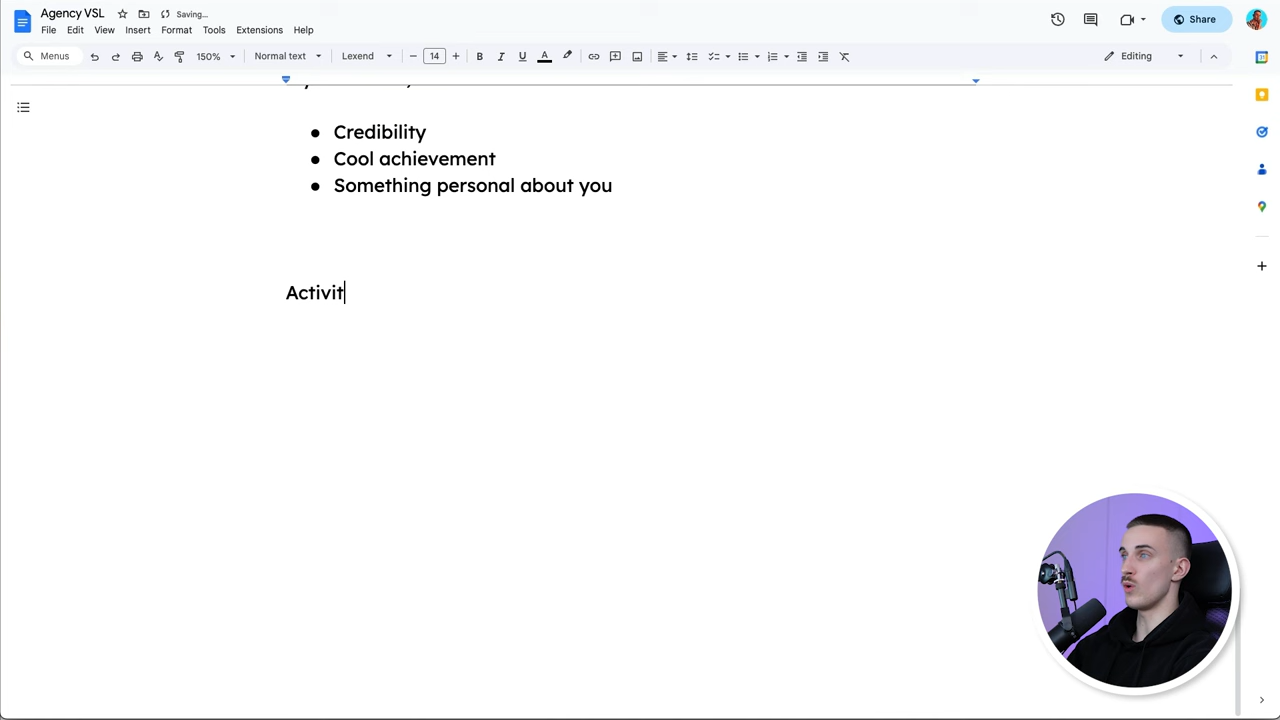 Agency VSL
Saving...
File Edit View Insert Format Tools Extensions Help
Share
Menus
150%
Normal text
Lexend
14
B I U A
Editing
● Credibility
● Cool achievement
● Something personal about you
Activit